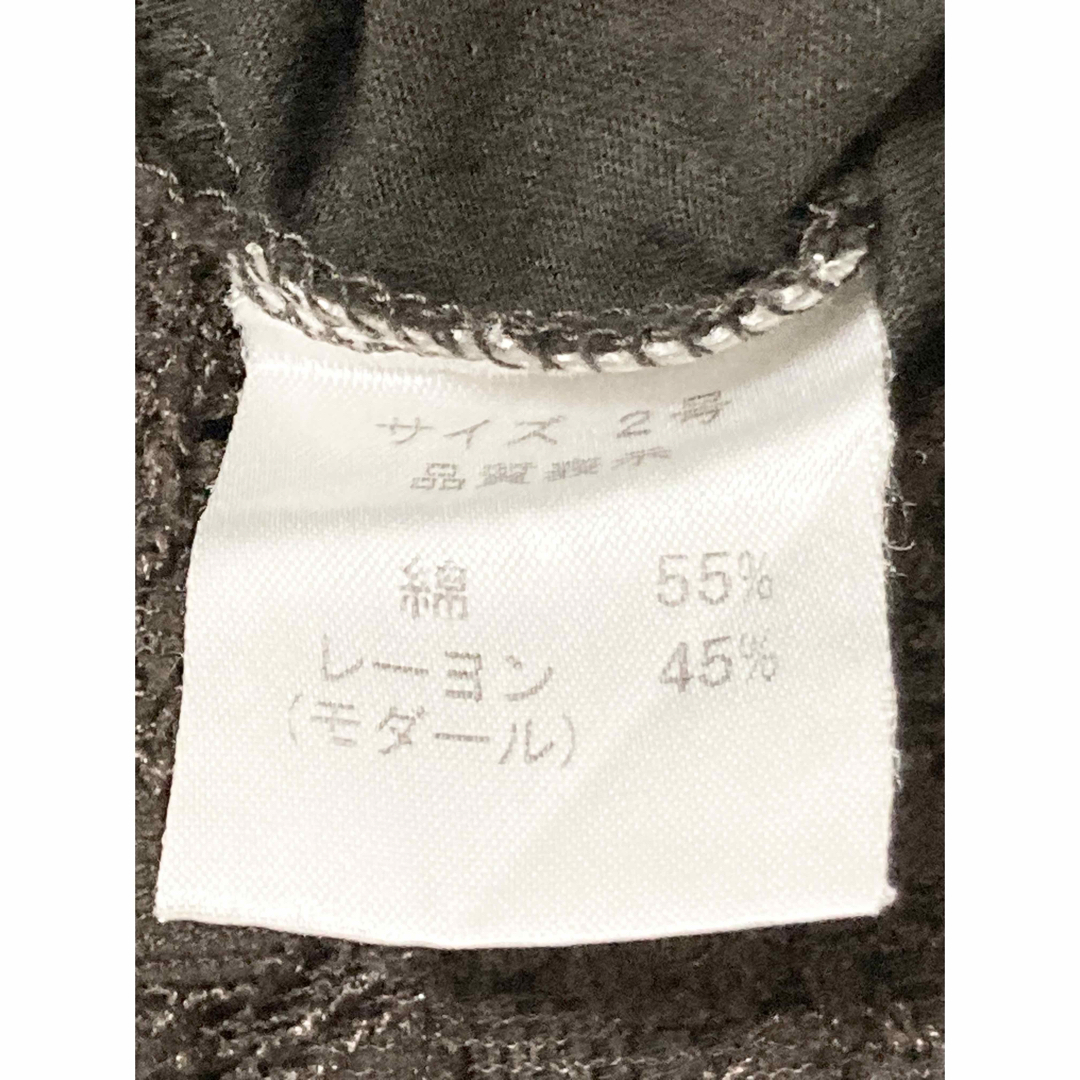 サイズ 2号
品質表示
綿 55%
レーヨン 45%
(モダール)